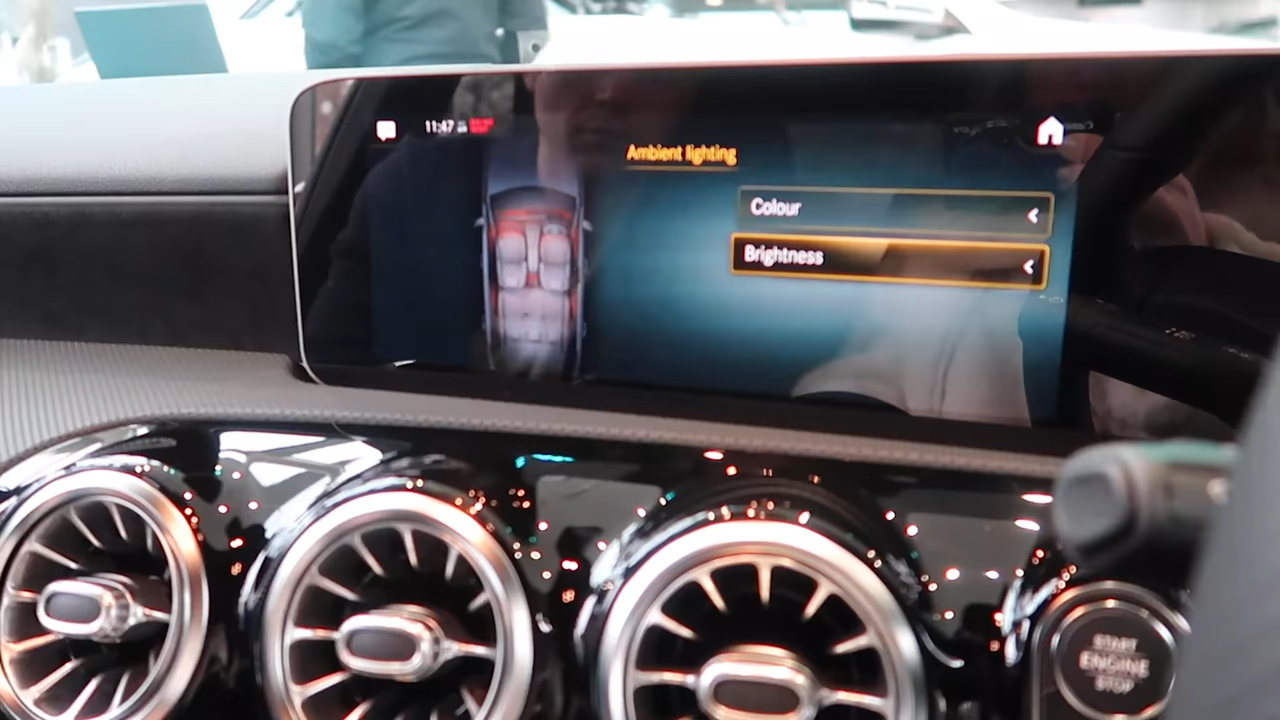 11:47
Ambient lighting
Colour
Brightness
START
ENGINE
STOP